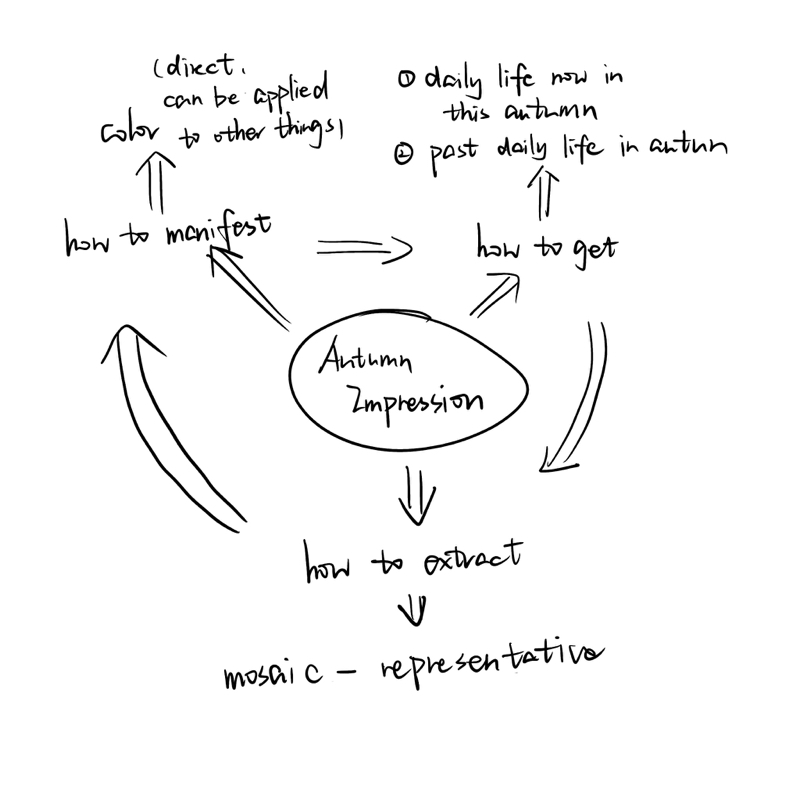 (direct.
can be applied
color to other things)
① daily life now in
this autumn
② past daily life in autun
how to manifest
how to get
Autumn
Impression
how to extract
mosaic - representative